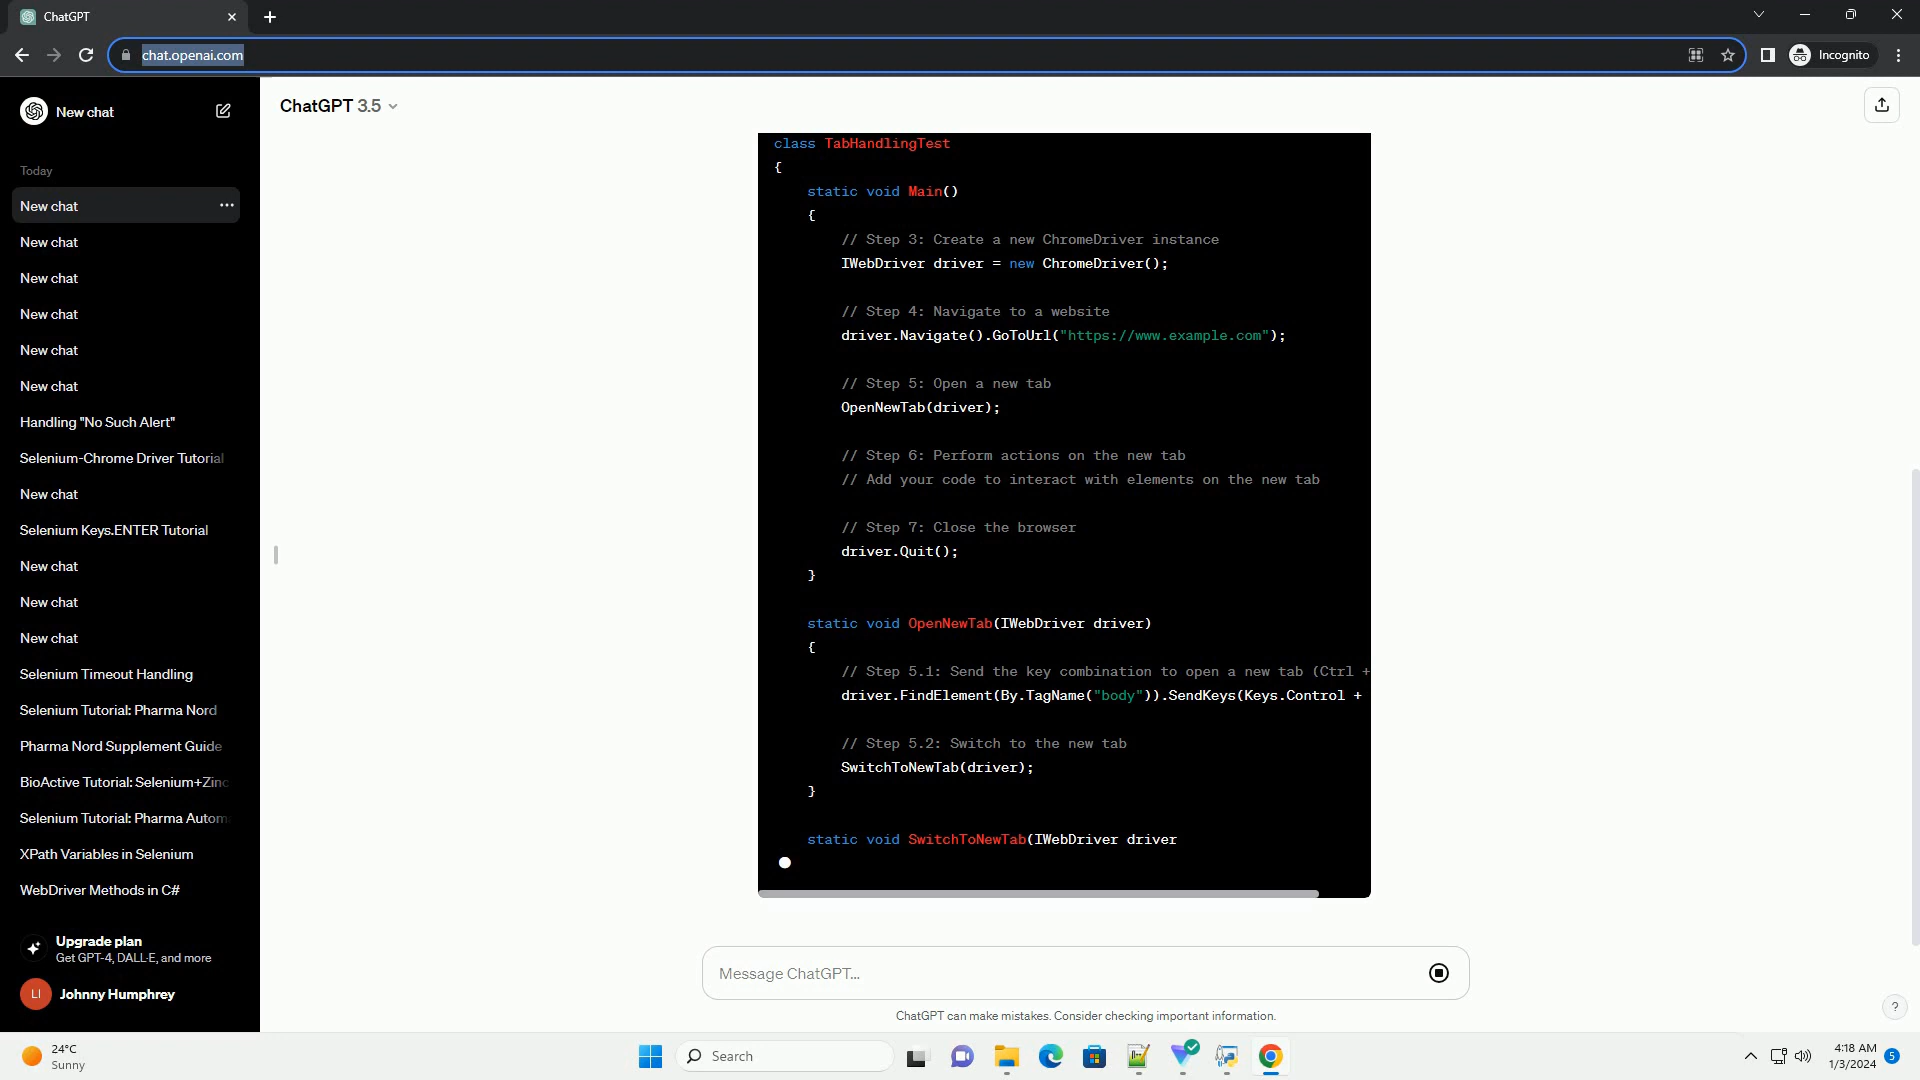 ChatGPT
chat.openai.com
Incognito
New chat
ChatGPT 3.5
Today
New chat
New chat
New chat
New chat
New chat
New chat
Handling "No Such Alert"
Selenium-Chrome Driver Tutorial
New chat
Selenium Keys.ENTER Tutorial
New chat
New chat
New chat
Selenium Timeout Handling
Selenium Tutorial: Pharma Nord
Pharma Nord Supplement Guide
BioActive Tutorial: Selenium+Zinc
Selenium Tutorial: Pharma Autom
XPath Variables in Selenium
WebDriver Methods in C#
Upgrade plan
Get GPT-4, DALL·E, and more
LI
Johnny Humphrey
class TabHandlingTest
{
static void Main()
{
// Step 3: Create a new ChromeDriver instance
IWebDriver driver = new ChromeDriver();
// Step 4: Navigate to a website
driver.Navigate().GoToUrl("https://www.example.com");
// Step 5: Open a new tab
OpenNewTab(driver);
// Step 6: Perform actions on the new tab
// Add your code to interact with elements on the new tab
// Step 7: Close the browser
driver.Quit();
}
static void OpenNewTab(IWebDriver driver)
{
// Step 5.1: Send the key combination to open a new tab (Ctrl +
driver.FindElement(By.TagName("body")).SendKeys(Keys.Control +
// Step 5.2: Switch to the new tab
SwitchToNewTab(driver);
}
static void SwitchToNewTab(IWebDriver driver
Message ChatGPT…
ChatGPT can make mistakes. Consider checking important information.
?
24°C
Sunny
Search
4:18 AM
1/3/2024
5